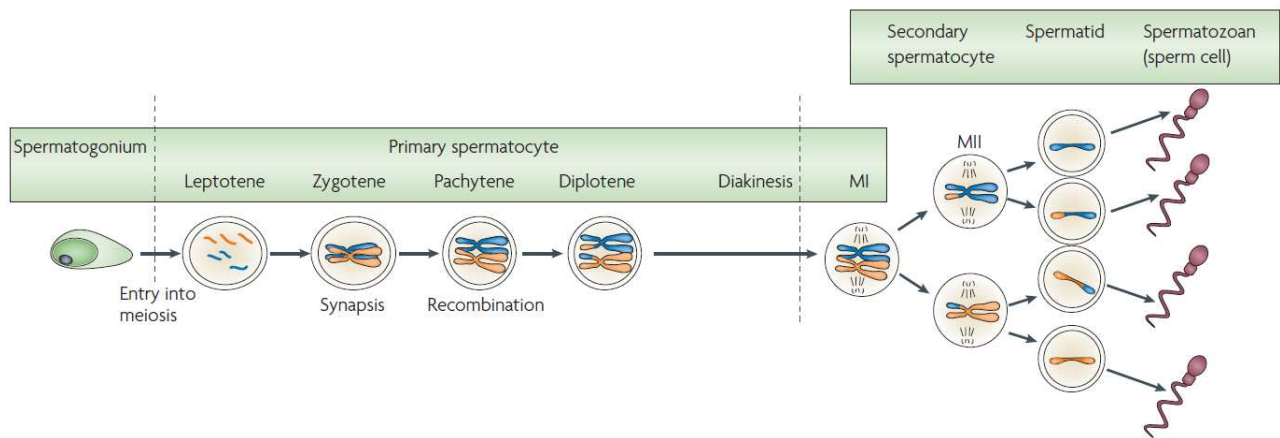 Secondary spermatocyte
Spermatid
Spermatozoan (sperm cell)
Spermatogonium
Primary spermatocyte
Leptotene
Zygotene
Pachytene
Diplotene
Diakinesis
MI
MII
Entry into meiosis
Synapsis
Recombination